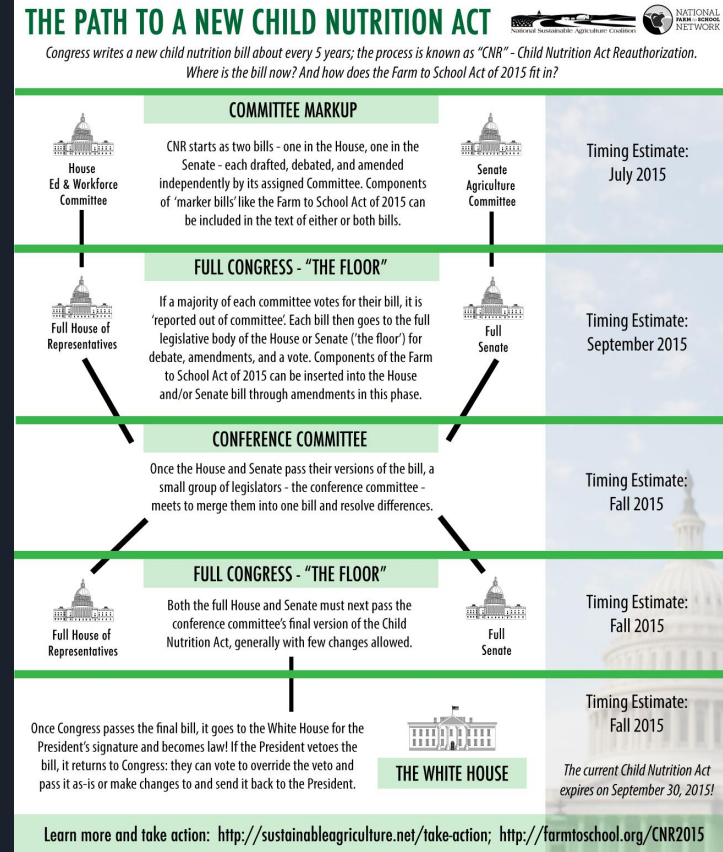 THE PATH TO A NEW CHILD NUTRITION ACT
National Sustainable Agriculture Coalition
NATIONAL
FARM to SCHOOL
NETWORK
Congress writes a new child nutrition bill about every 5 years; the process is known as “CNR” - Child Nutrition Act Reauthorization.
Where is the bill now? And how does the Farm to School Act of 2015 fit in?
COMMITTEE MARKUP
House
Ed & Workforce
Committee
CNR starts as two bills - one in the House, one in the
Senate - each drafted, debated, and amended
independently by its assigned Committee. Components
of ‘marker bills’ like the Farm to School Act of 2015 can
be included in the text of either or both bills.
Senate
Agriculture
Committee
Timing Estimate:
July 2015
FULL CONGRESS - “THE FLOOR”
Full House of
Representatives
If a majority of each committee votes for their bill, it is
‘reported out of committee’. Each bill then goes to the full
legislative body of the House or Senate (‘the floor’) for
debate, amendments, and a vote. Components of the Farm
to School Act of 2015 can be inserted into the House
and/or Senate bill through amendments in this phase.
Full
Senate
Timing Estimate:
September 2015
CONFERENCE COMMITTEE
Once the House and Senate pass their versions of the bill, a
small group of legislators - the conference committee -
meets to merge them into one bill and resolve differences.
Timing Estimate:
Fall 2015
FULL CONGRESS - “THE FLOOR”
Full House of
Representatives
Both the full House and Senate must next pass the
conference committee’s final version of the Child
Nutrition Act, generally with few changes allowed.
Full
Senate
Timing Estimate:
Fall 2015
Once Congress passes the final bill, it goes to the White House for the
President’s signature and becomes law! If the President vetoes the
bill, it returns to Congress: they can vote to override the veto and
pass it as-is or make changes to and send it back to the President.
THE WHITE HOUSE
Timing Estimate:
Fall 2015
The current Child Nutrition Act
expires on September 30, 2015!
Learn more and take action: http://sustainableagriculture.net/take-action; http://farmtoschool.org/CNR2015